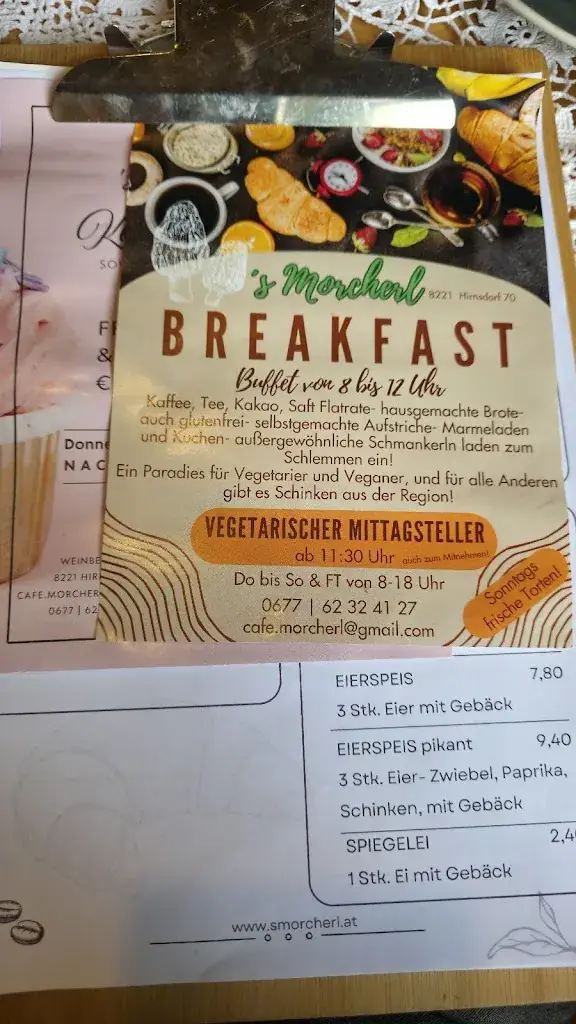 's Morcherl 8221 Hirnsdorf 70
BREAKFAST
Buffet von 8 bis 12 Uhr
Kaffee, Tee, Kakao, Saft Flatrate- hausgemachte Brote-
auch glutenfrei- selbstgemachte Aufstriche- Marmeladen
und Kuchen- außergewöhnliche Schmankerln laden zum
Schlemmen ein!
Ein Paradies für Vegetarier und Veganer, und für alle Anderen
gibt es Schinken aus der Region!
VEGETARISCHER MITTAGSTELLER
ab 11:30 Uhr auch zum Mitnehmen!
Do bis So & FT von 8-18 Uhr
0677 | 62 32 41 27
cafe.morcherl@gmail.com
Sonntags
frische Torten!
&
€
Donne
NAC
WEINBE
8221 HIR
CAFE.MORCHER
0677 | 62
EIERSPEIS 7,80
3 Stk. Eier mit Gebäck
EIERSPEIS pikant 9,40
3 Stk. Eier- Zwiebel, Paprika,
Schinken, mit Gebäck
SPIEGELEI 2,4
1 Stk. Ei mit Gebäck
www.smorcherl.at